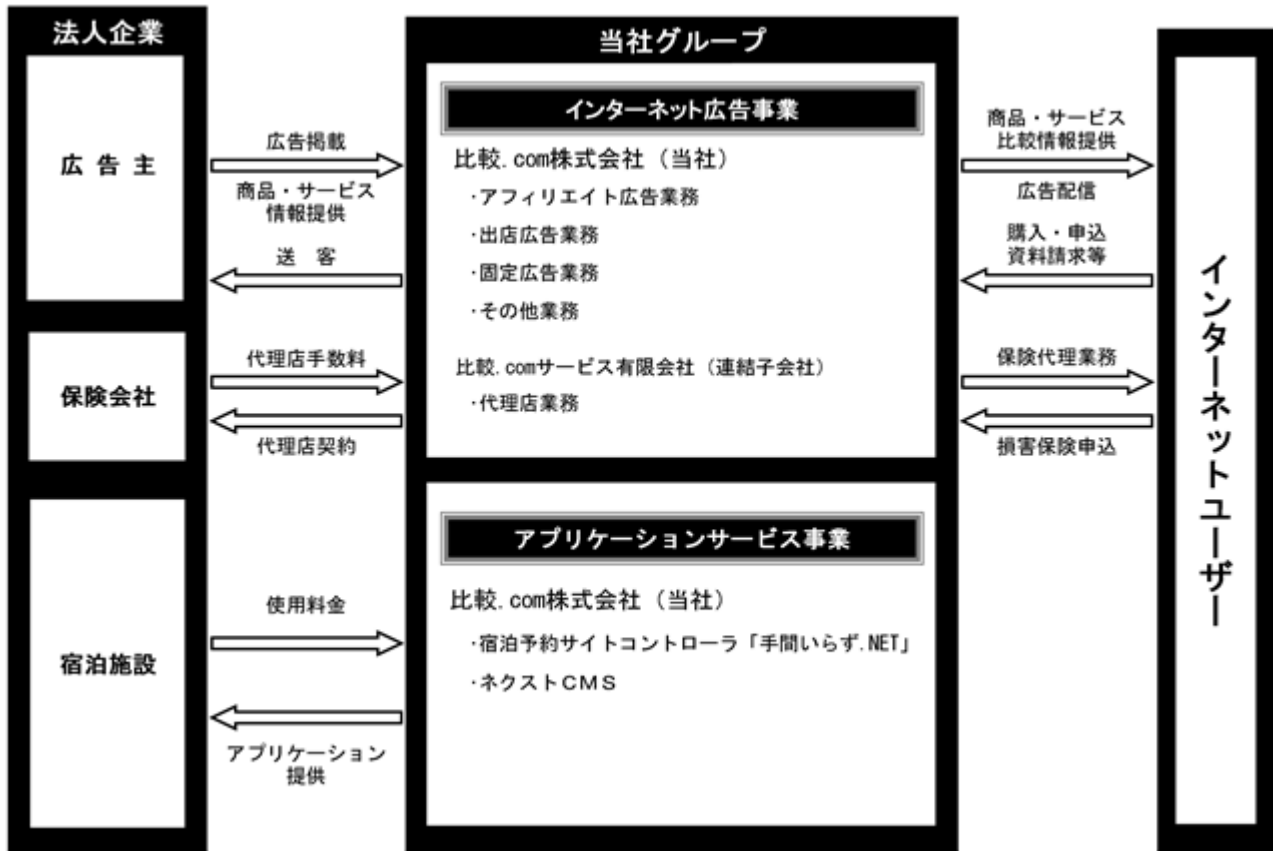 法人企業
広告主
保険会社
宿泊施設
広告掲載
商品・サービス
情報提供
送　客
代理店手数料
代理店契約
使用料金
アプリケーション
提供
当社グループ
インターネット広告事業
比較.com株式会社（当社）
・アフィリエイト広告業務
・出店広告業務
・固定広告業務
・その他業務
比較.comサービス有限会社（連結子会社）
・代理店業務
アプリケーションサービス事業
比較.com株式会社（当社）
・宿泊予約サイトコントローラ「手間いらず.NET」
・ネクストＣＭＳ
商品・サービス
比較情報提供
広告配信
購入・申込
資料請求等
保険代理業務
損害保険申込
インターネットユーザー